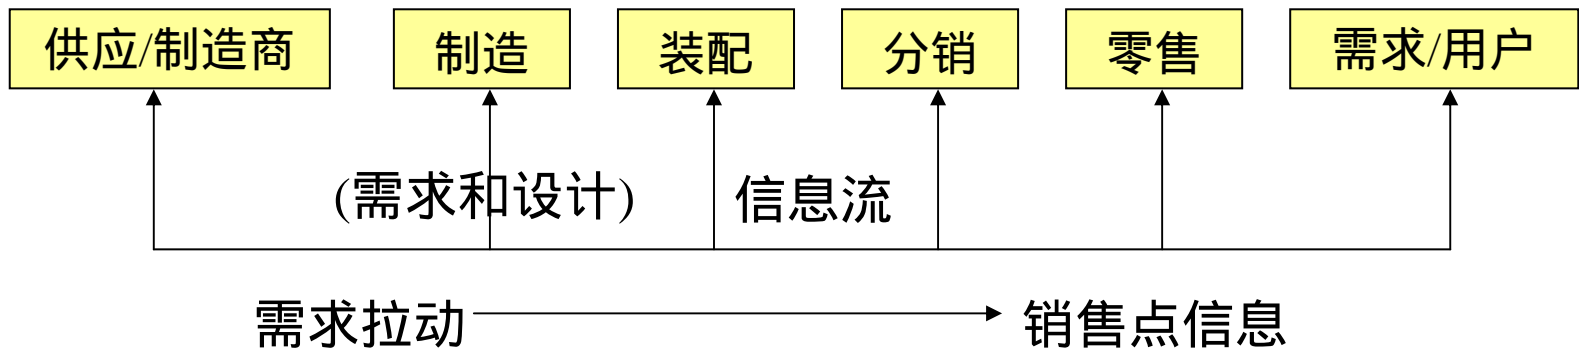 供应/制造商 制造 装配 分销 零售 需求/用户
(需求和设计) 信息流
需求拉动 销售点信息